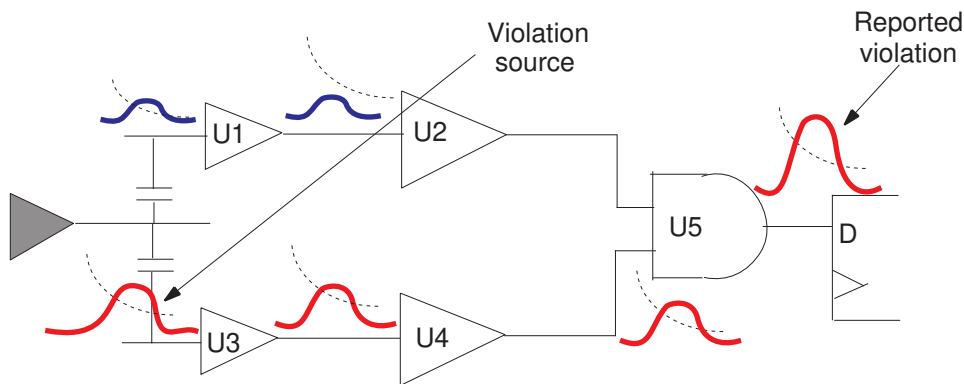 Reported
violation
Violation
source
U1
U2
U5
D
U3
U4